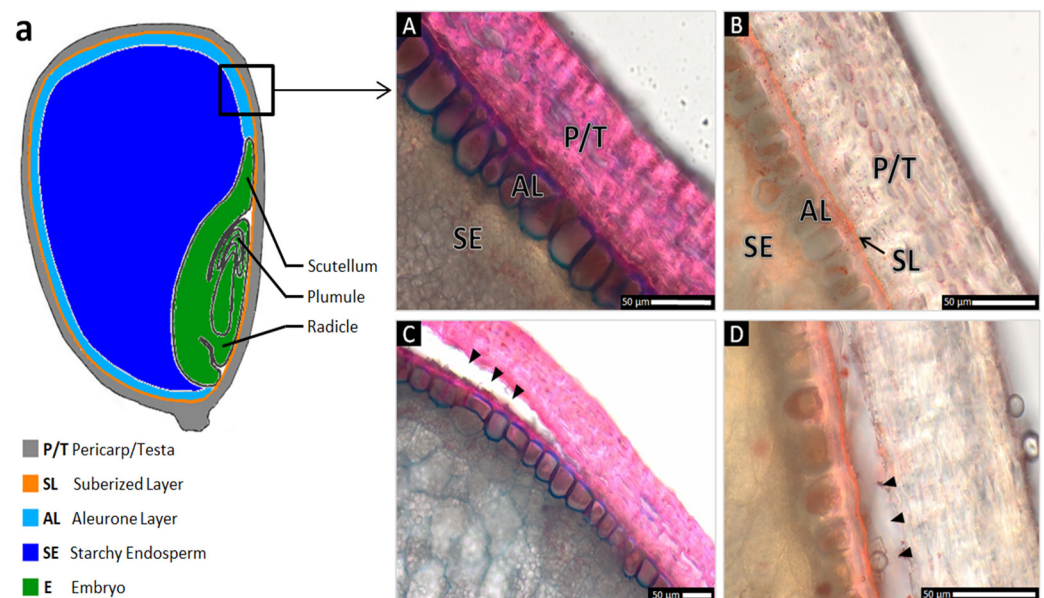 a
Scutellum
Plumule
Radicle
P/T Pericarp/Testa
SL Suberized Layer
AL Aleurone Layer
SE Starchy Endosperm
E Embryo
A
P/T
AL
SE
50 µm
B
P/T
AL
SE
SL
50 µm
C
50 µm
D
50 µm